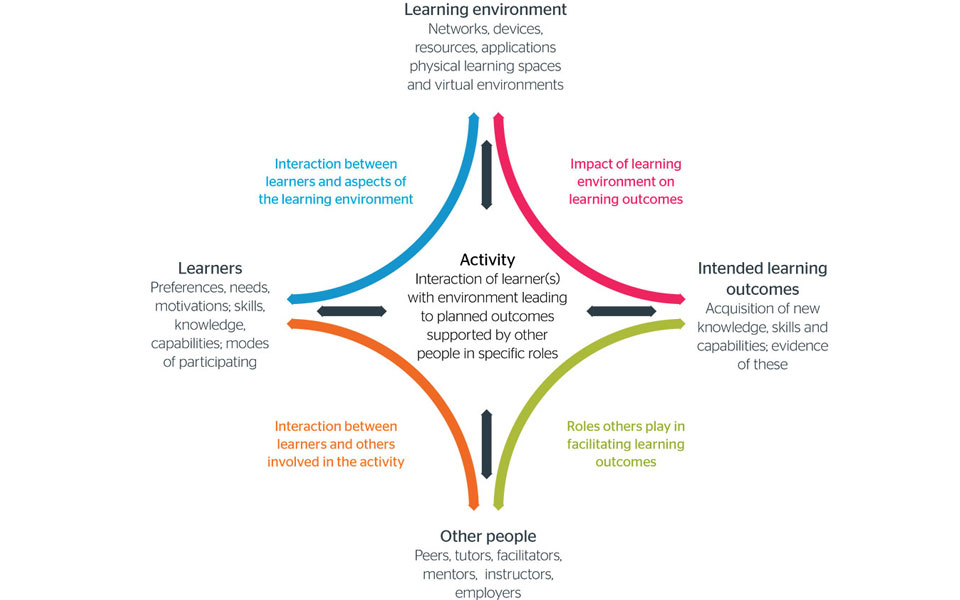 Learning environment
Networks, devices,
resources, applications
physical learning spaces
and virtual environments
Interaction between
learners and aspects of
the learning environment
Impact of learning
environment on
learning outcomes
Learners
Preferences, needs,
motivations; skills,
knowledge,
capabilities; modes
of participating
Activity
Interaction of learner(s)
with environment leading
to planned outcomes
supported by other
people in specific roles
Intended learning
outcomes
Acquisition of new
knowledge, skills and
capabilities; evidence
of these
Interaction between
learners and others
involved in the activity
Roles others play in
facilitating learning
outcomes
Other people
Peers, tutors, facilitators,
mentors, instructors,
employers